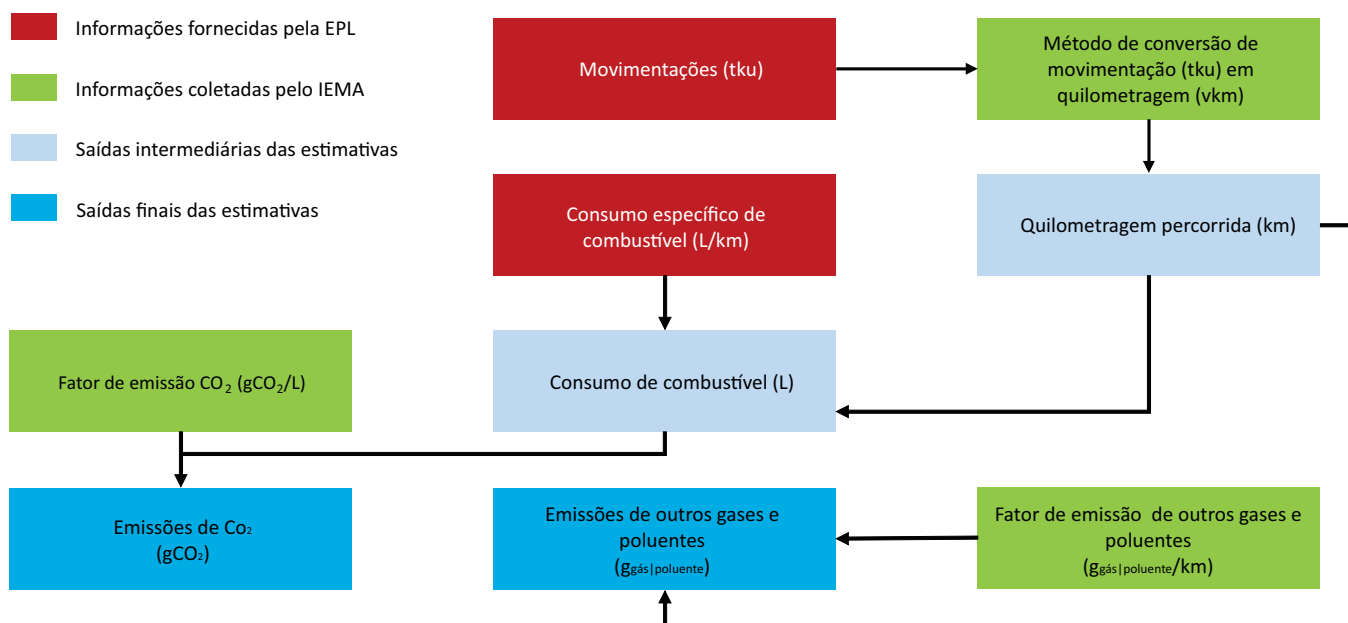 Informações fornecidas pela EPL
Informações coletadas pelo IEMA
Saídas intermediárias das estimativas
Saídas finais das estimativas
Movimentações (tku)
Método de conversão de
movimentação (tku) em
quilometragem (vkm)
Consumo específico de
combustível (L/km)
Quilometragem percorrida (km)
Fator de emissão CO₂ (gCO₂/L)
Consumo de combustível (L)
Emissões de Co₂
(gCO₂)
Emissões de outros gases e
poluentes
(ggás|poluente)
Fator de emissão de outros gases e
poluentes
(ggás|poluente/km)